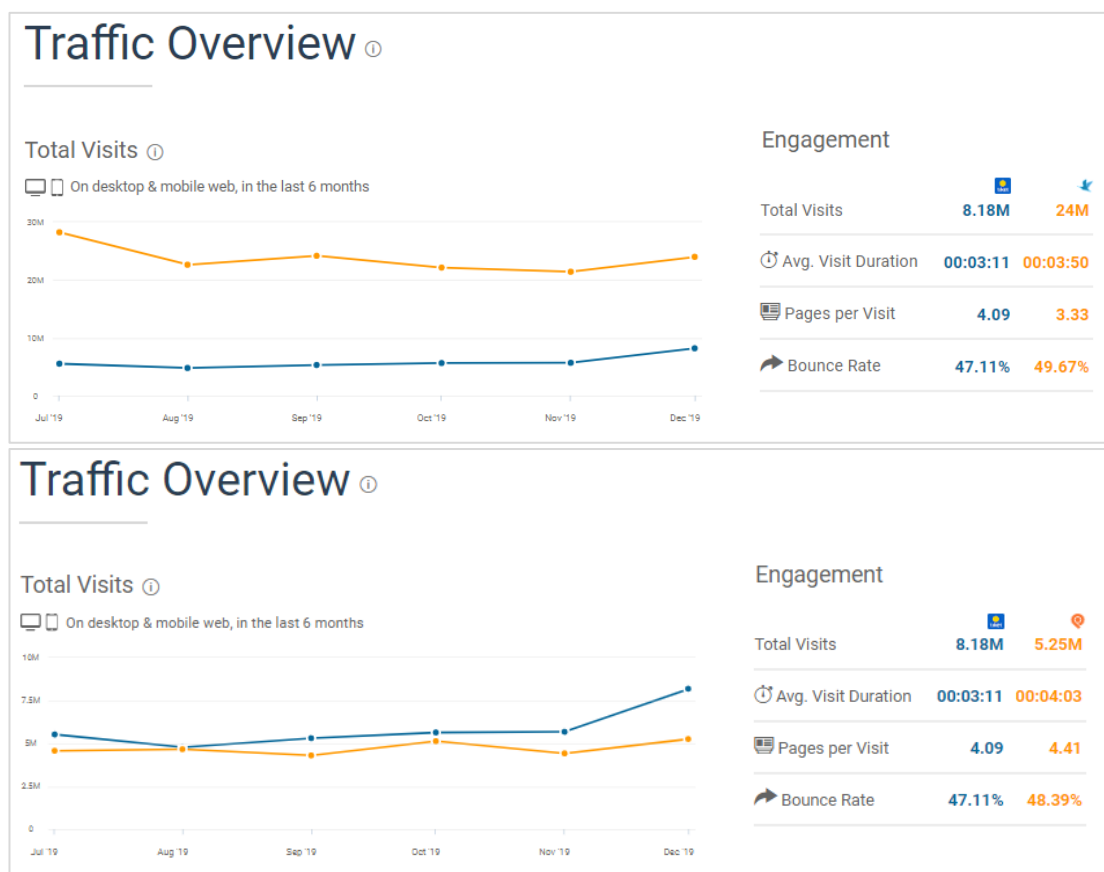 Traffic Overview
Total Visits
On desktop & mobile web, in the last 6 months
30M
20M
10M
0
Jul '19 Aug '19 Sep '19 Oct '19 Nov '19 Dec '19
Engagement
Total Visits 8.18M 24M
Avg. Visit Duration 00:03:11 00:03:50
Pages per Visit 4.09 3.33
Bounce Rate 47.11% 49.67%
Traffic Overview
Total Visits
On desktop & mobile web, in the last 6 months
10M
7.5M
5M
2.5M
0
Jul '19 Aug '19 Sep '19 Oct '19 Nov '19 Dec '19
Engagement
Total Visits 8.18M 5.25M
Avg. Visit Duration 00:03:11 00:04:03
Pages per Visit 4.09 4.41
Bounce Rate 47.11% 48.39%